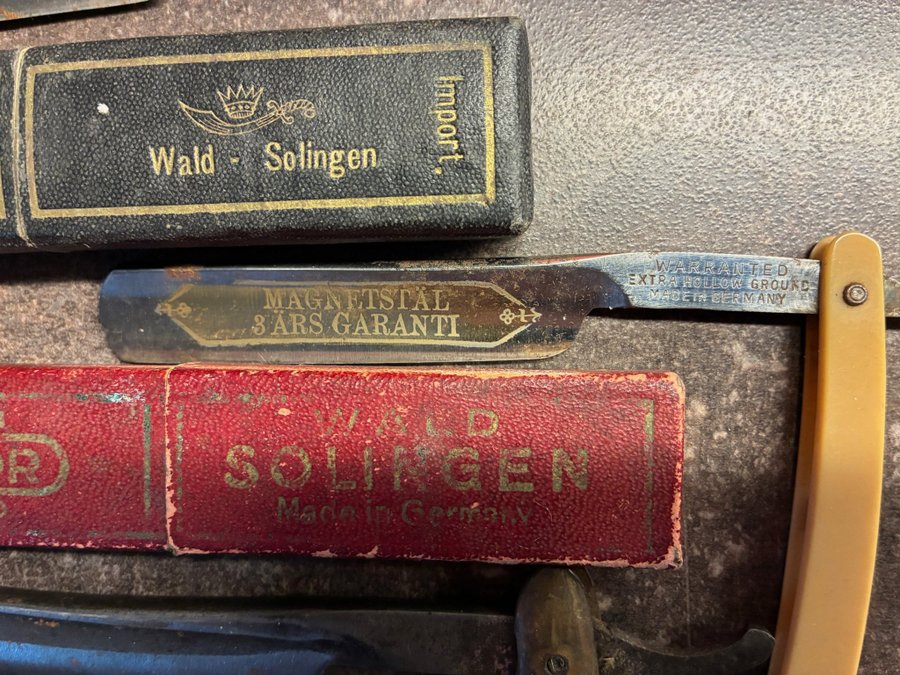 Wald - Solingen
Import.
MAGNETSTÅL
3 ÅRS GARANTI
WARRANTED
EXTRA HOLLOW GROUND
MADE IN GERMANY
WALD
SOLINGEN
Made in Germany